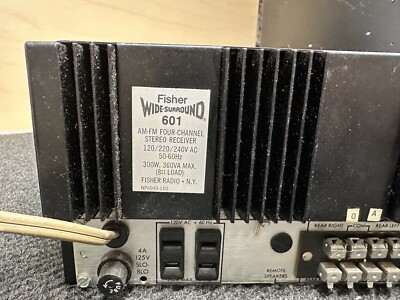 Fisher
WIDE-SURROUND®
601
AM-FM FOUR-CHANNEL
STEREO RECEIVER
120/220/240V AC
50-60Hz
300W, 360VA MAX.
(8Ω LOAD)
FISHER RADIO • N.Y.
O
A
REAR RIGHT
COM
REAR LEFT
120V AC • 60 Hz
4A
125V
SLO-
BLO
MAX
REMOTE
SPEAKERS